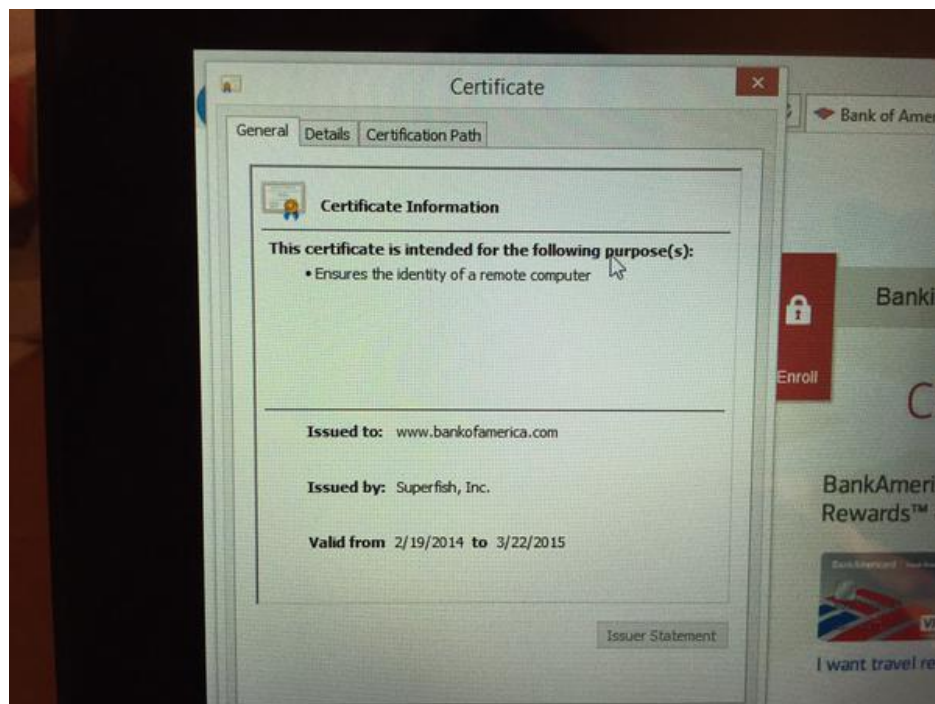 Certificate
General Details Certification Path
Certificate Information
This certificate is intended for the following purpose(s):
• Ensures the identity of a remote computer
Issued to: www.bankofamerica.com
Issued by: Superfish, Inc.
Valid from 2/19/2014 to 3/22/2015
Issuer Statement
Bank of Amer
Banki
Enroll
C
BankAmeri
Rewards™
I want travel re